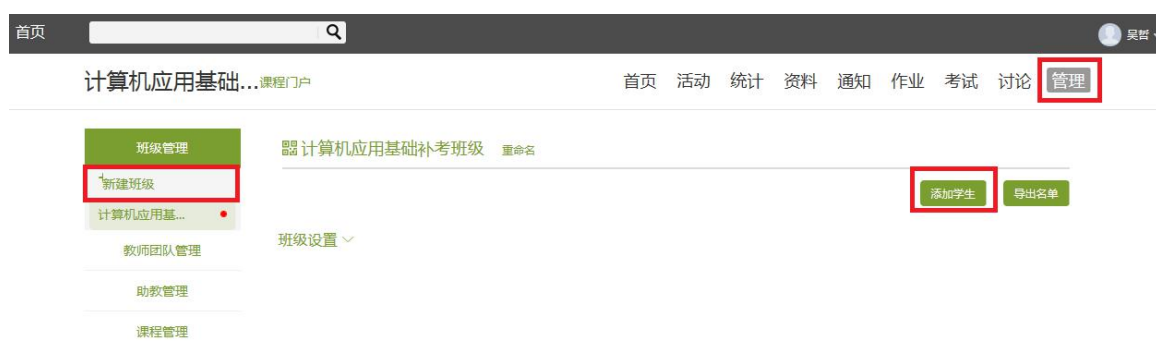 首页 吴哲
计算机应用基础...课程门户 首页 活动 统计 资料 通知 作业 考试 讨论 管理
班级管理 计算机应用基础补考班级 重命名
+新建班级
添加学生 导出名单
计算机应用基...
班级设置
教师团队管理
助教管理
课程管理